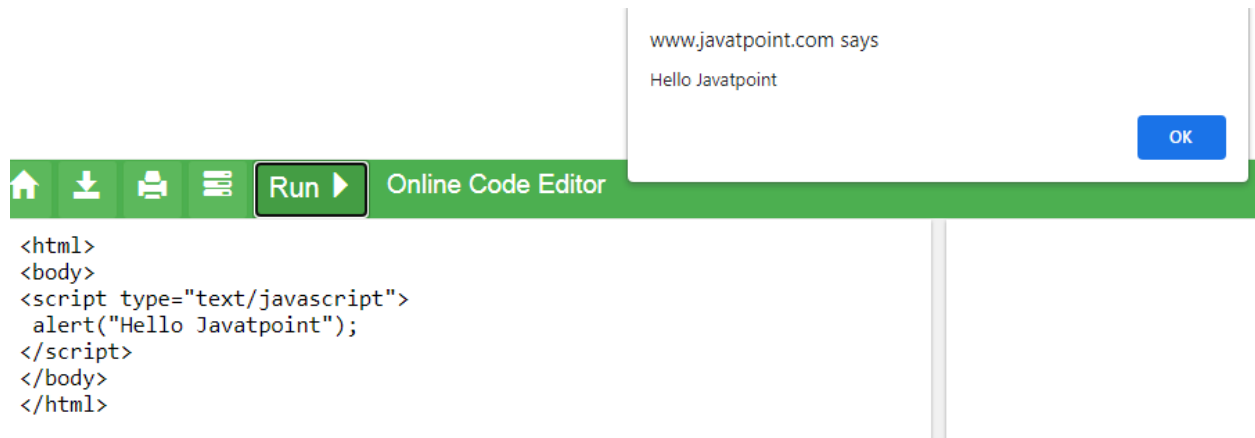 www.javatpoint.com says
Hello Javatpoint
OK
Run
Online Code Editor
<html>
<body>
<script type="text/javascript">
 alert("Hello Javatpoint");
</script>
</body>
</html>